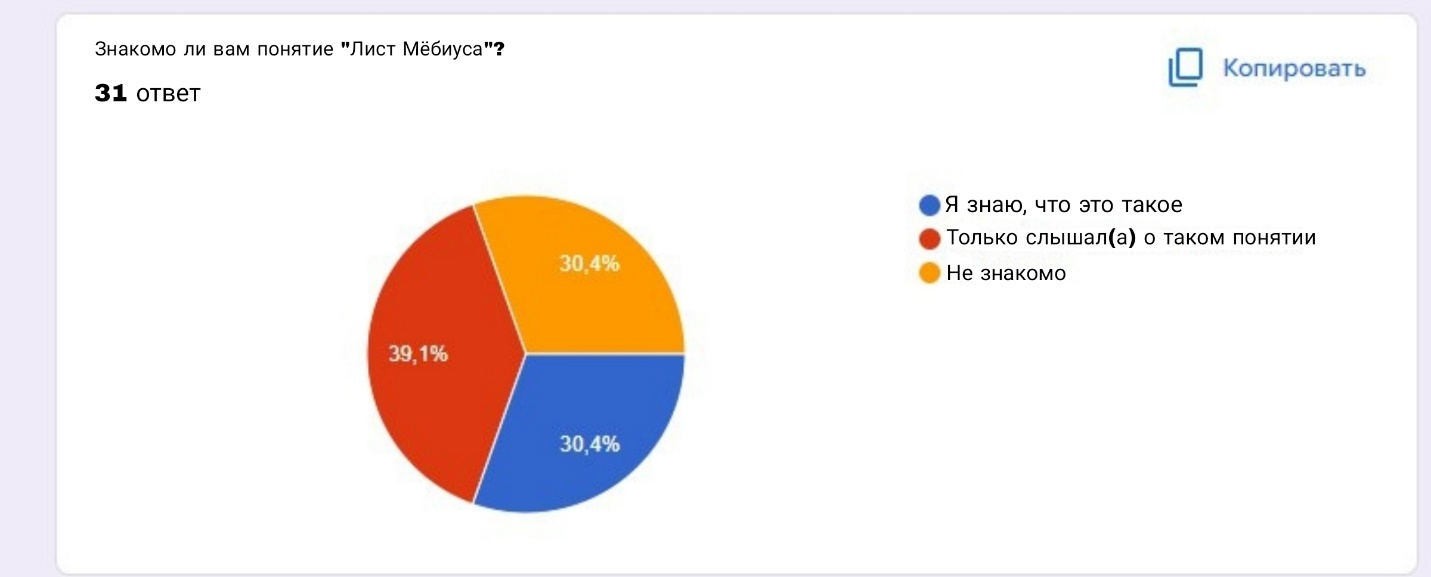 Знакомо ли вам понятие "Лист Мёбиуса"?
31 ответ
Копировать
Я знаю, что это такое
Только слышал(а) о таком понятии
Не знакомо
30,4%
39,1%
30,4%